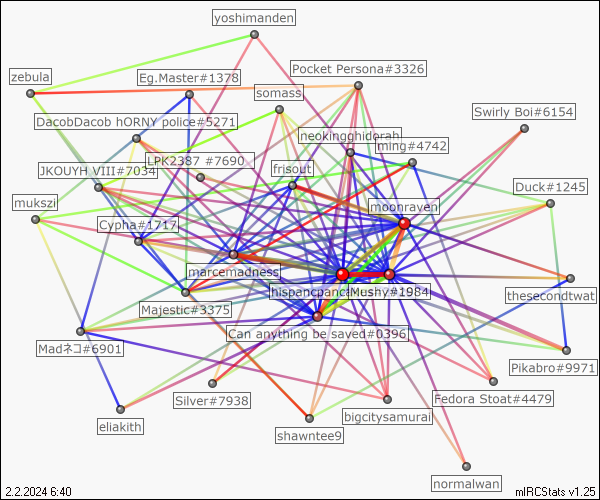 yoshimanden
zebula
Eg.Master#1378
Pocket Persona#3326
somass
Swirly Boi#6154
DacobDacob hORNY police#5271
neokingghidorah
ming#4742
LPK2387 #7690
JKOUYH VIII#7034
frisout
Duck#1245
mukszi
moonraven
Cypha#1717
marcemadness
hispancpanca
Mushy#1984
thesecondtwat
Majestic#3375
Can anything be saved#0396
Madネコ#6901
Pikabro#9971
Silver#7938
Fedora Stoat#4479
eliakith
bigcitysamurai
shawntee9
normalwan
2.2.2024 6:40
mIRCStats v1.25